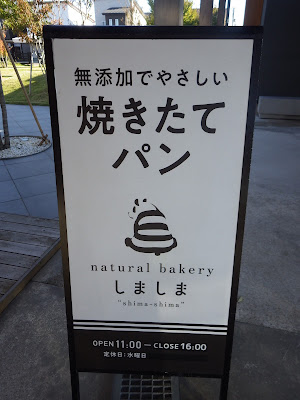 無添加でやさしい
焼きたて
パン
natural bakery
しましま
"shima-shima"
OPEN 11:00 — CLOSE 16:00
定休日:水曜日